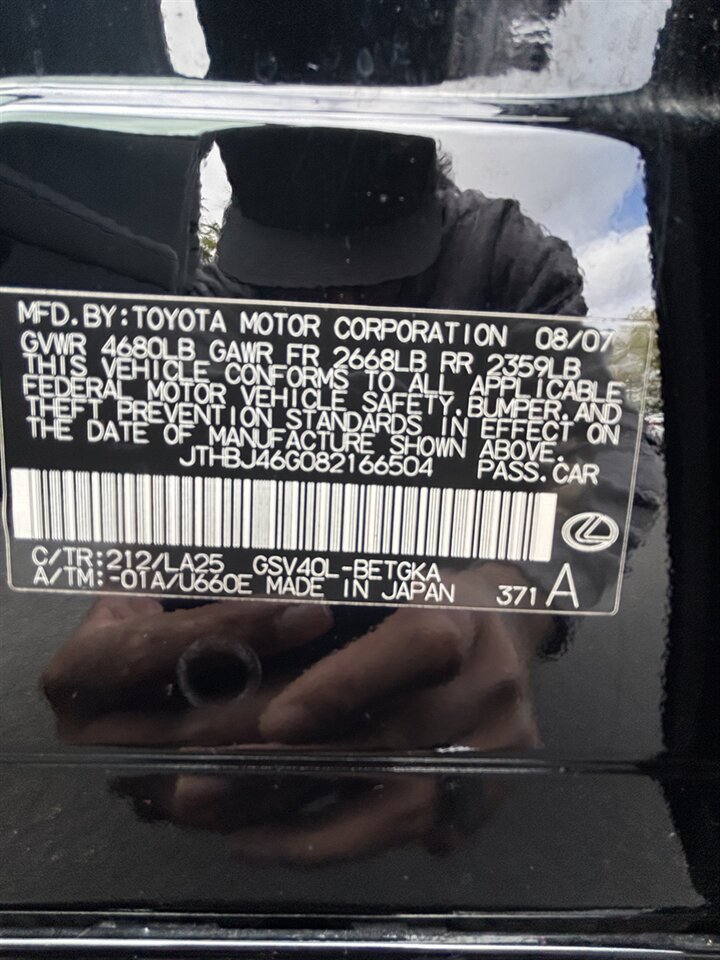 MFD.BY:TOYOTA MOTOR CORPORATION 08/07
GVWR 4680LB GAWR FR 2668LB RR 2359LB
THIS VEHICLE CONFORMS TO ALL APPLICABLE
FEDERAL MOTOR VEHICLE SAFETY.BUMPER.AND
THEFT PREVENTION STANDARDS IN EFFECT ON
THE DATE OF MANUFACTURE SHOWN ABOVE.
JTHBJ46G082166504 PASS.CAR
C/TR:212/LA25 GSV40L-BETGKA
A/TM:-01A/U660E MADE IN JAPAN 371 A